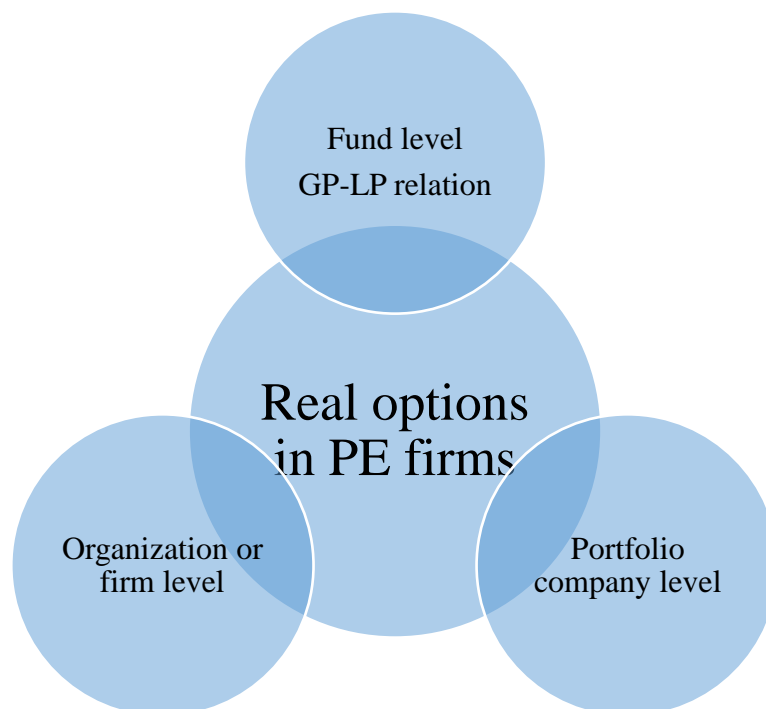 Fund level
GP-LP relation
Real options
in PE firms
Organization or
firm level
Portfolio
company level